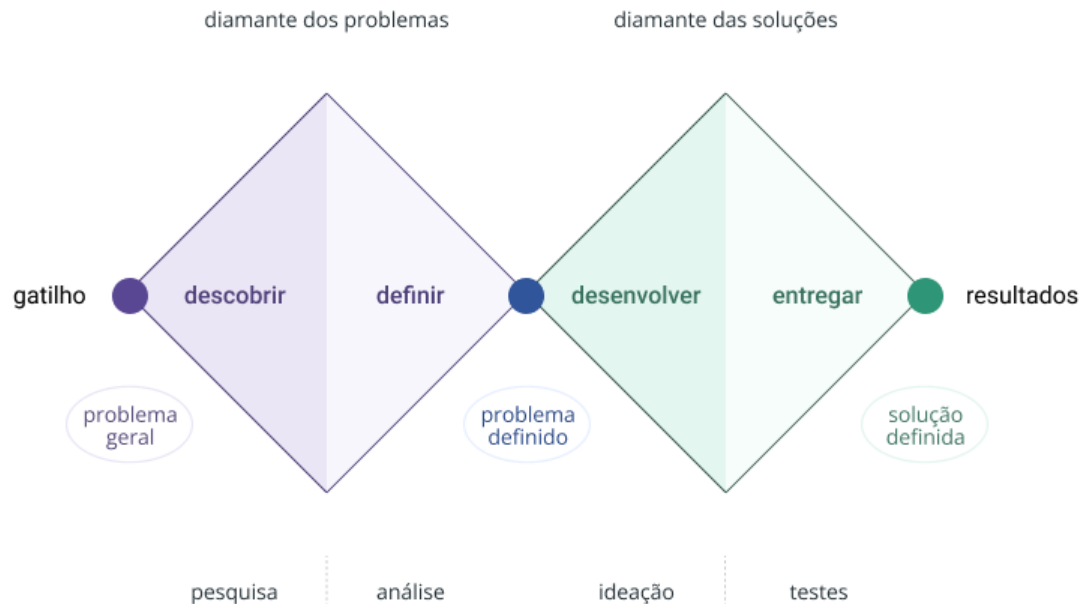 diamante dos problemas
diamante das soluções
gatilho
descobrir
definir
desenvolver
entregar
resultados
problema
geral
problema
definido
solução
definida
pesquisa
análise
ideação
testes